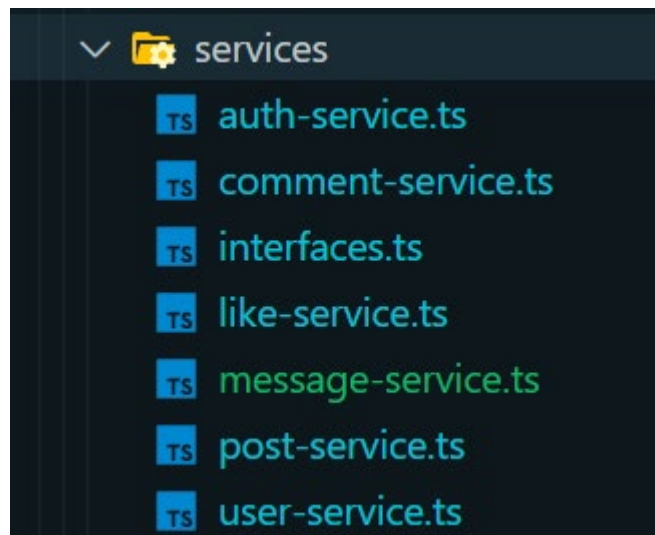 services
TS auth-service.ts
TS comment-service.ts
TS interfaces.ts
TS like-service.ts
TS message-service.ts
TS post-service.ts
TS user-service.ts